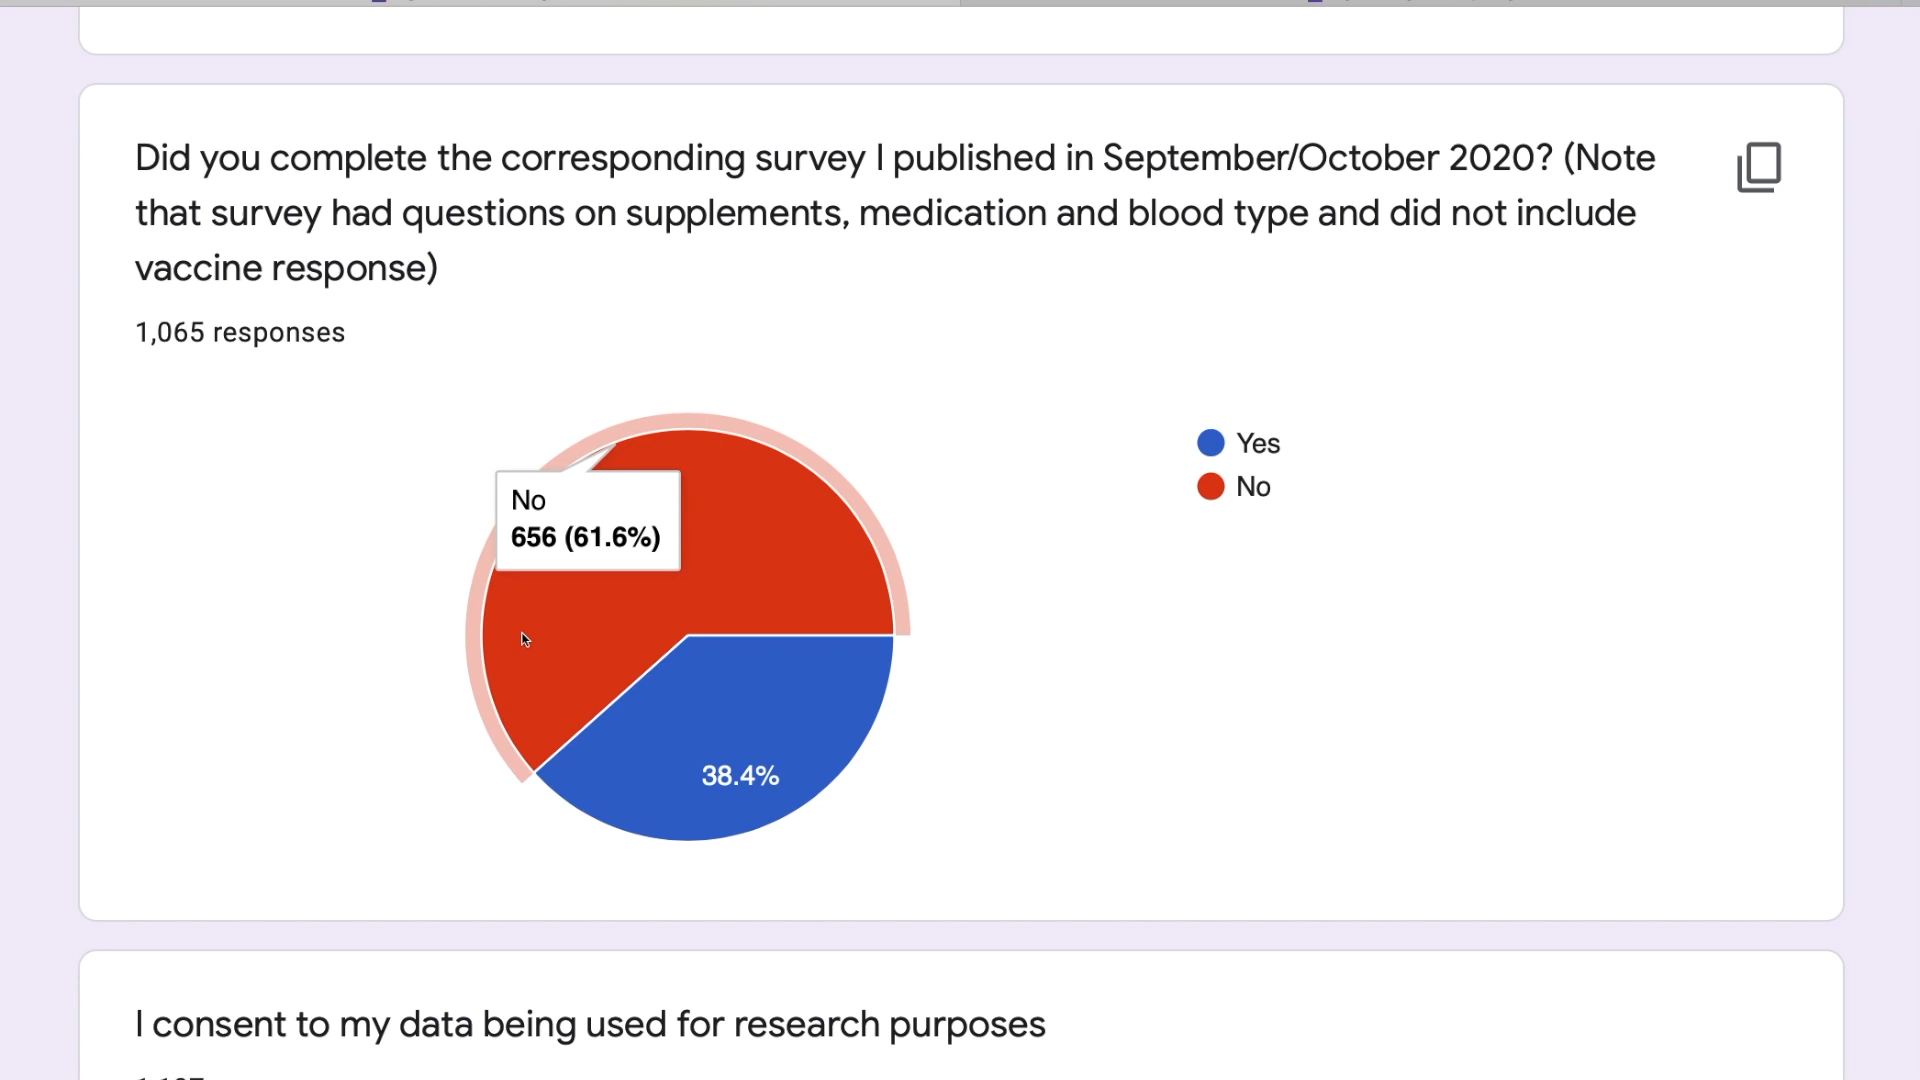 Did you complete the corresponding survey I published in September/October 2020? (Note
that survey had questions on supplements, medication and blood type and did not include
vaccine response)
1,065 responses
Yes
No
No
656 (61.6%)
38.4%
I consent to my data being used for research purposes